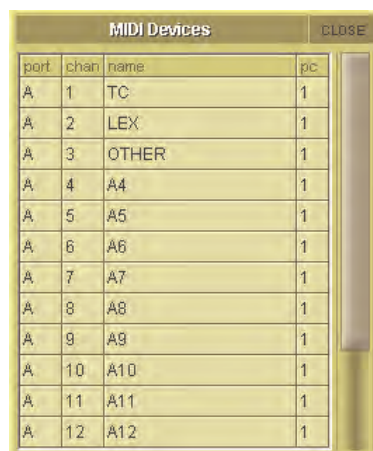 MIDI Devices CLOSE
port chan name pc
A 1 TC 1
A 2 LEX 1
A 3 OTHER 1
A 4 A4 1
A 5 A5 1
A 6 A6 1
A 7 A7 1
A 8 A8 1
A 9 A9 1
A 10 A10 1
A 11 A11 1
A 12 A12 1